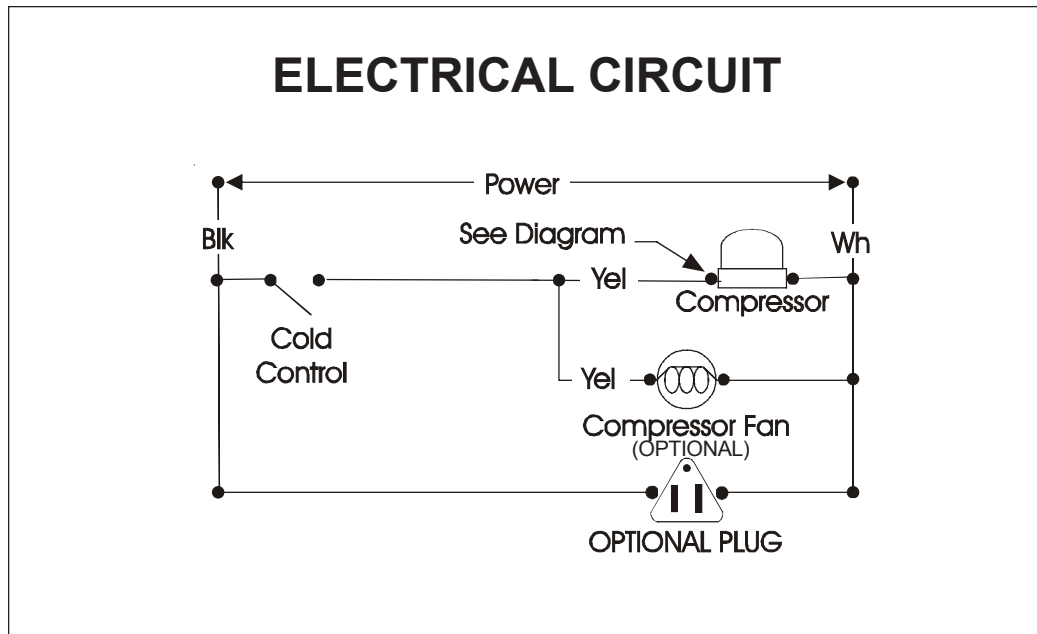 ELECTRICAL CIRCUIT
Power
Blk
See Diagram
Wh
Yel
Compressor
Cold
Control
Yel
Compressor Fan
(OPTIONAL)
OPTIONAL PLUG